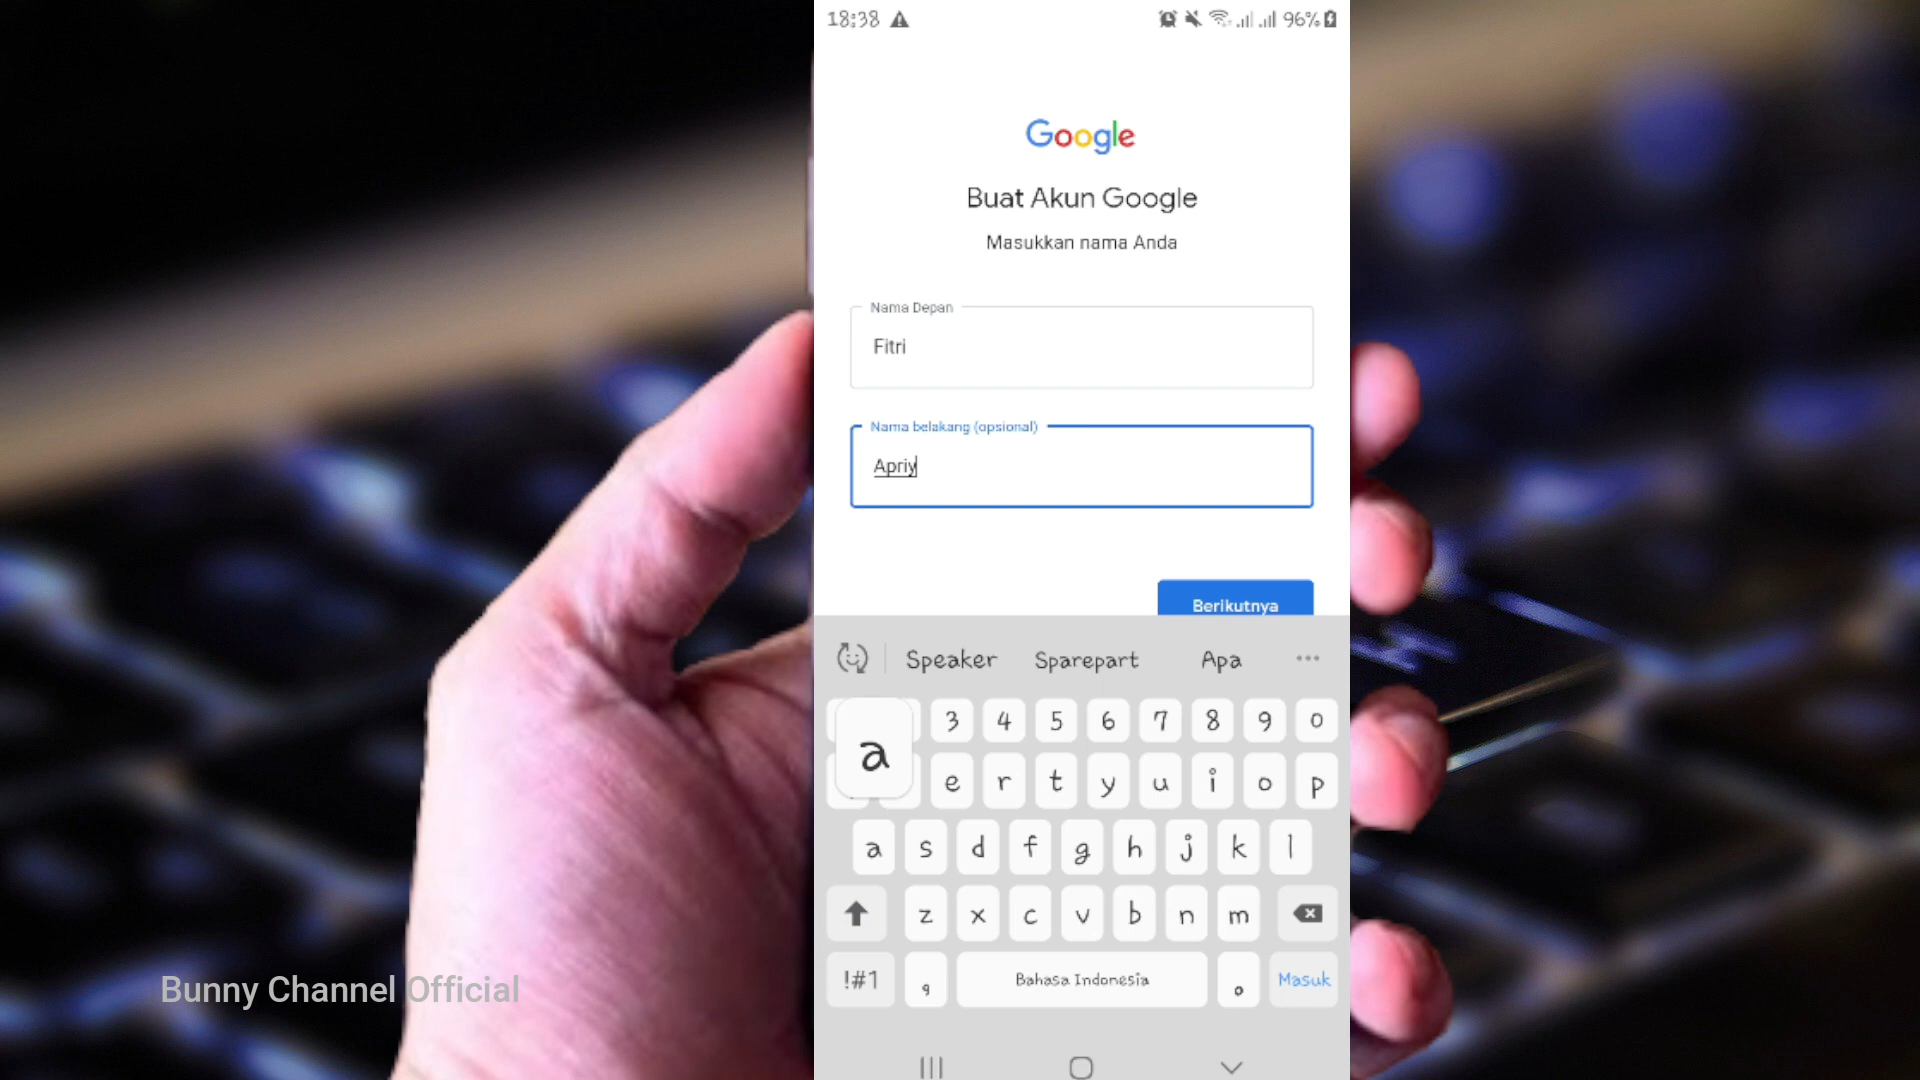 18:38
96%
Google
Buat Akun Google
Masukkan nama Anda
Nama Depan
Fitri
Nama belakang (opsional)
Apriy
Berikutnya
Speaker Sparepart Apa
3 4 5 6 7 8 9 0
a
e r t y u i o p
a s d f g h j k l
z x c v b n m
!#1 , Bahasa Indonesia . Masuk
Bunny Channel Official